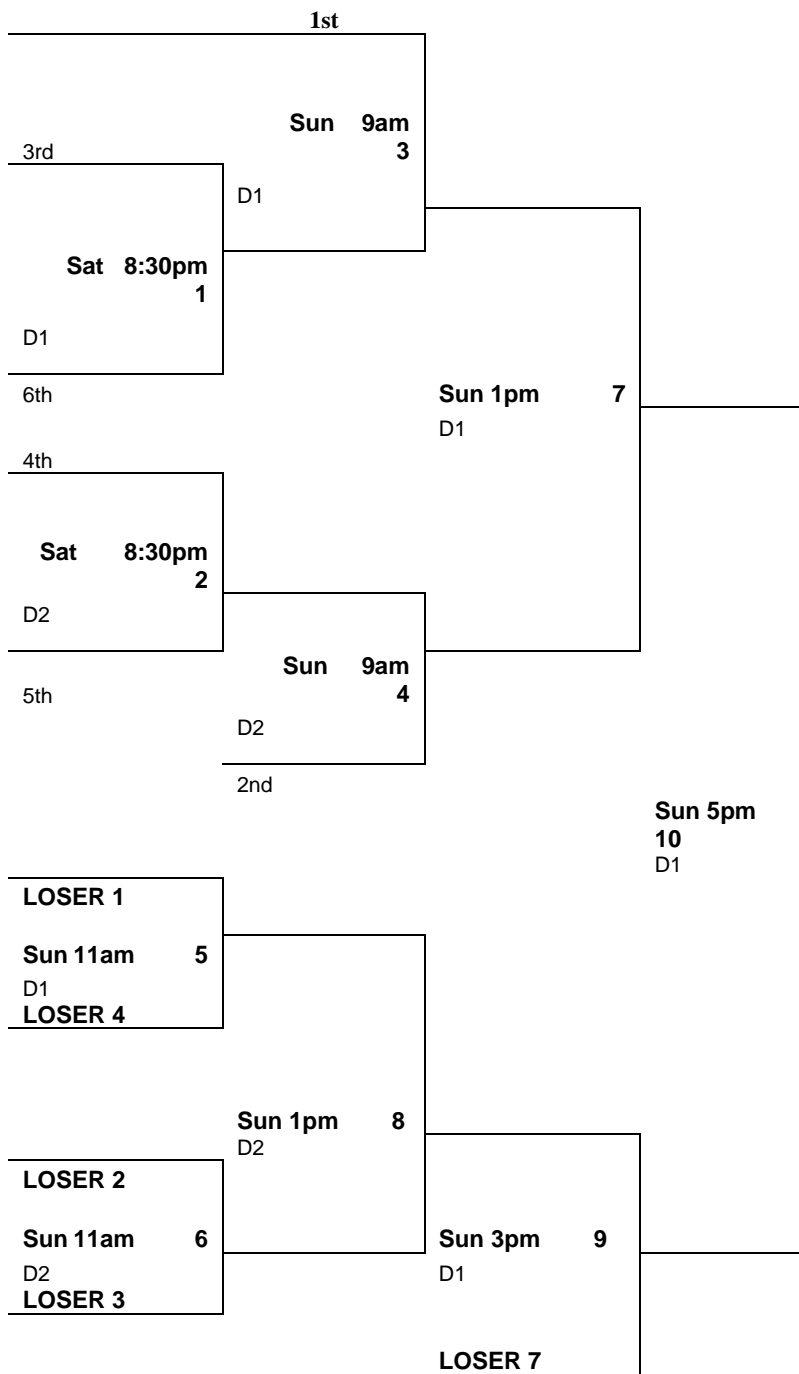 1st
Sun 9am
3
3rd
D1
Sat 8:30pm
1
D1
6th
Sun 1pm 7
D1
4th
Sat 8:30pm
2
D2
5th
Sun 9am
4
D2
2nd
Sun 5pm
10
D1
LOSER 1
Sun 11am 5
D1
LOSER 4
Sun 1pm 8
D2
LOSER 2
Sun 11am 6
D2
LOSER 3
Sun 3pm 9
D1
LOSER 7